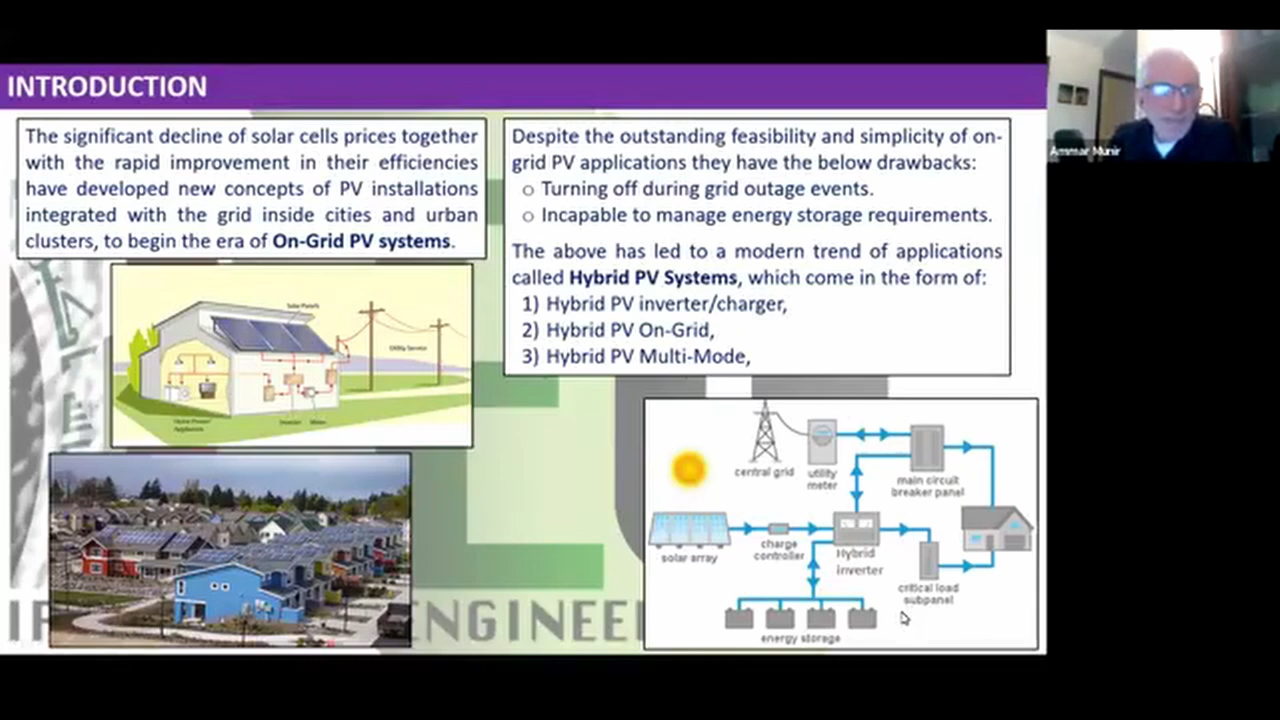 INTRODUCTION
The significant decline of solar cells prices together
with the rapid improvement in their efficiencies
have developed new concepts of PV installations
integrated with the grid inside cities and urban
clusters, to begin the era of On-Grid PV systems.
Despite the outstanding feasibility and simplicity of on-
grid PV applications they have the below drawbacks:
o Turning off during grid outage events.
o Incapable to manage energy storage requirements.
The above has led to a modern trend of applications
called Hybrid PV Systems, which come in the form of:
1) Hybrid PV inverter/charger,
2) Hybrid PV On-Grid,
3) Hybrid PV Multi-Mode,
Ammar Munir
Solar Panels
Utility Service
Home Power/
Appliances
Inverter
Meter
central grid
utility
meter
main circuit
breaker panel
solar array
charge
controller
Hybrid
inverter
critical load
subpanel
energy storage